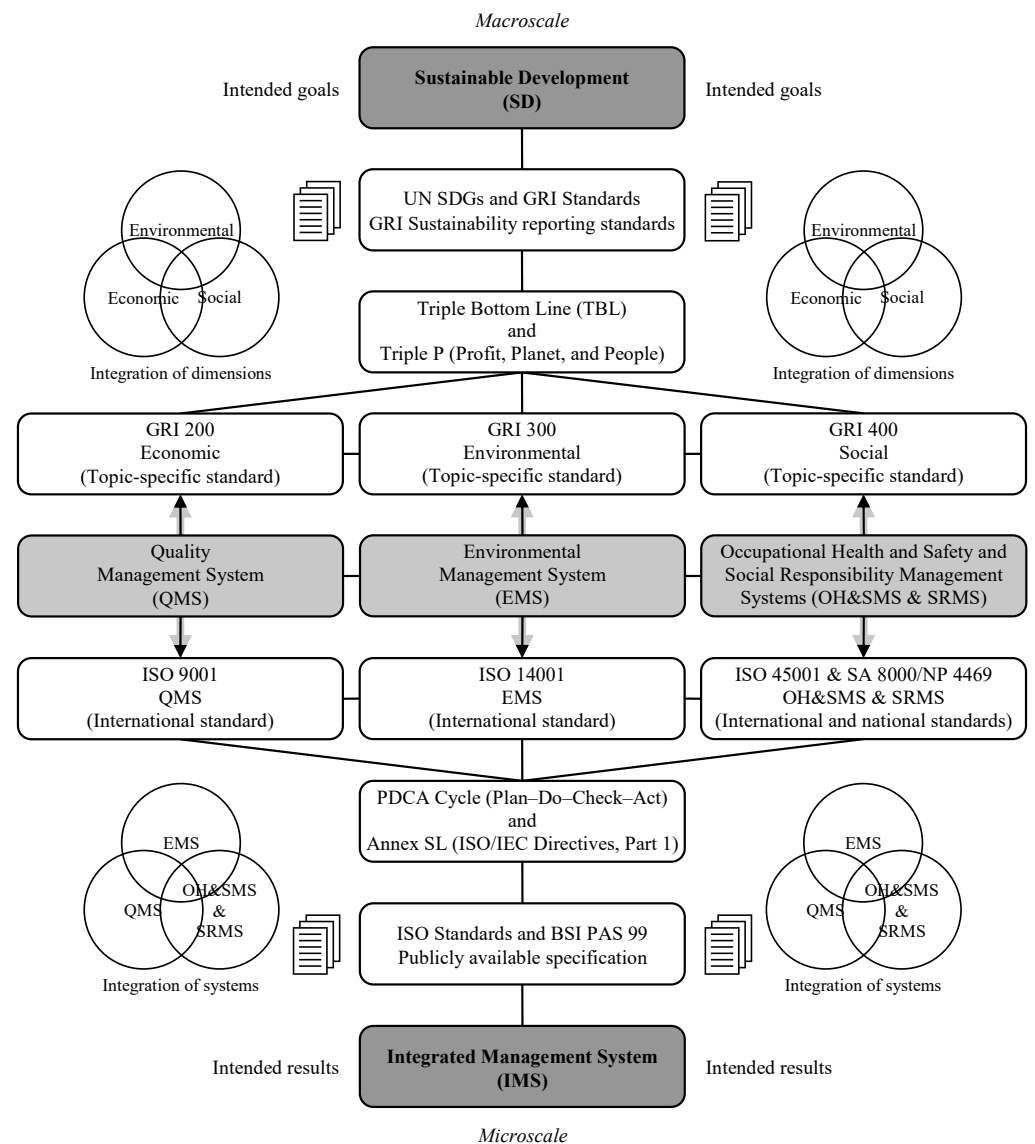 Macroscale
Intended goals
Sustainable Development
(SD)
Intended goals
UN SDGs and GRI Standards
GRI Sustainability reporting standards
Environmental
Economic
Social
Integration of dimensions
Environmental
Economic
Social
Integration of dimensions
Triple Bottom Line (TBL)
and
Triple P (Profit, Planet, and People)
GRI 200
Economic
(Topic-specific standard)
GRI 300
Environmental
(Topic-specific standard)
GRI 400
Social
(Topic-specific standard)
Quality
Management System
(QMS)
Environmental
Management System
(EMS)
Occupational Health and Safety and
Social Responsibility Management
Systems (OH&SMS & SRMS)
ISO 9001
QMS
(International standard)
ISO 14001
EMS
(International standard)
ISO 45001 & SA 8000/NP 4469
OH&SMS & SRMS
(International and national standards)
PDCA Cycle (Plan–Do–Check–Act)
and
Annex SL (ISO/IEC Directives, Part 1)
EMS
QMS
OH&SMS
&
SRMS
Integration of systems
EMS
QMS
OH&SMS
&
SRMS
Integration of systems
ISO Standards and BSI PAS 99
Publicly available specification
Intended results
Integrated Management System
(IMS)
Intended results
Microscale